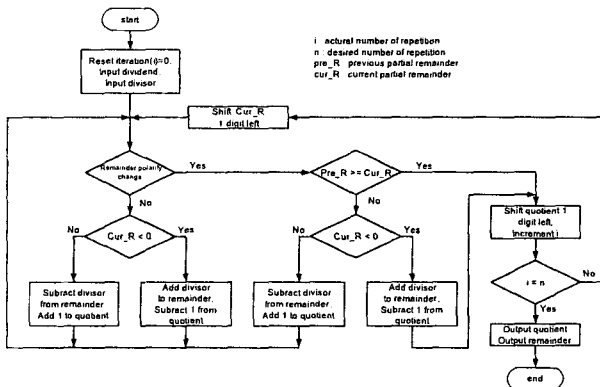 start
i : actural number of repetition
n : desired number of repetition
pre_R : previous partial remainder
cur_R : current partial remainder
Reset iteration(i)=0.
Input dividend.
Input divisor
Shift Cur_R
1 digit left
Remainder polarity
change
Yes
No
Pre_R >= Cur_R
Yes
No
Shift quotient 1
digit left,
Increment i
Cur_R < 0
No
Yes
Cur_R < 0
No
Yes
i = n
No
Yes
Subract divisor
from remainder
Add 1 to quotient
Add divisor
to remainder,
Subract 1 from
quotient
Subract divisor
from remainder,
Add 1 to quotient
Add divisor
to remainder,
Subract 1 from
quotient
Output quotient
Output remainder
end